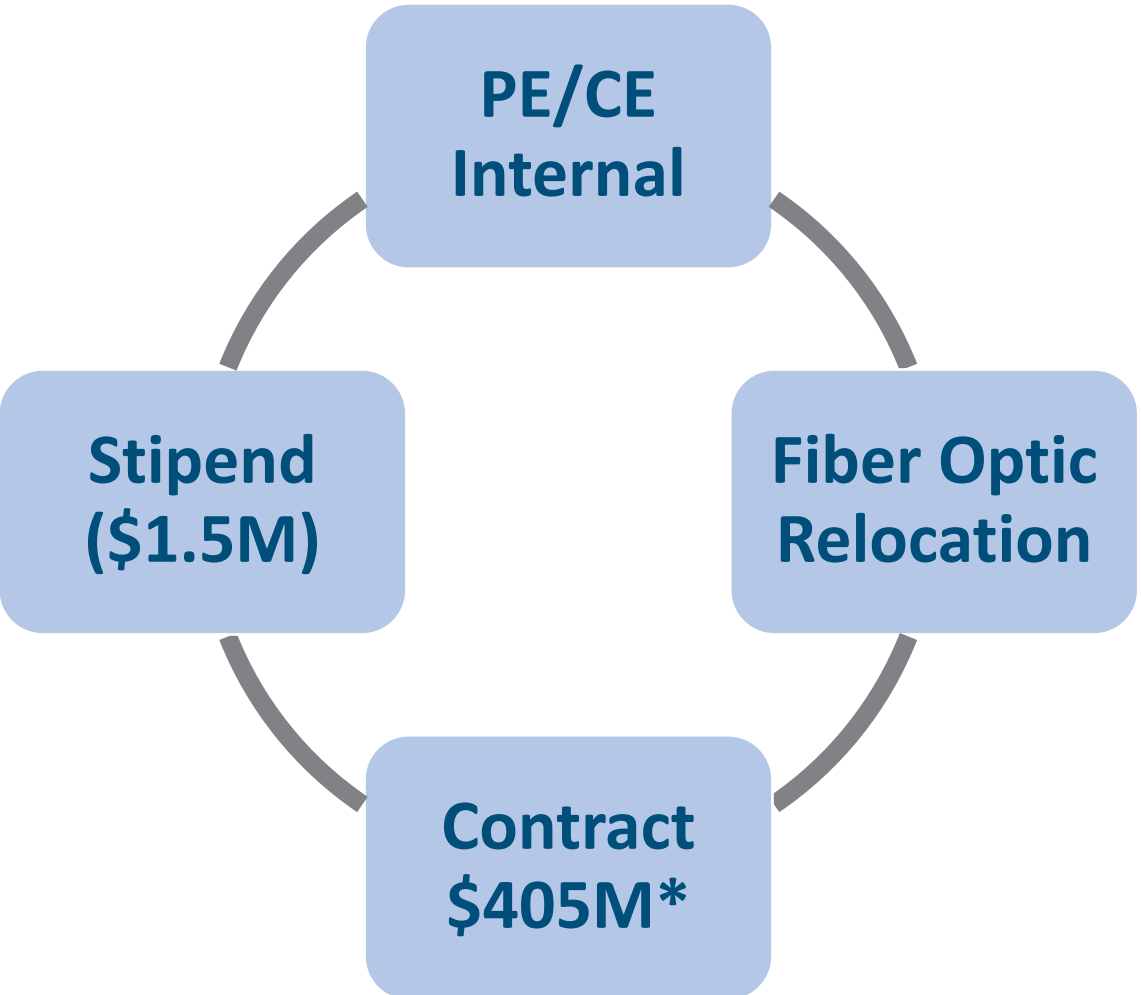 PE/CE
Internal
Stipend
($1.5M)
Fiber Optic
Relocation
Contract
$405M*